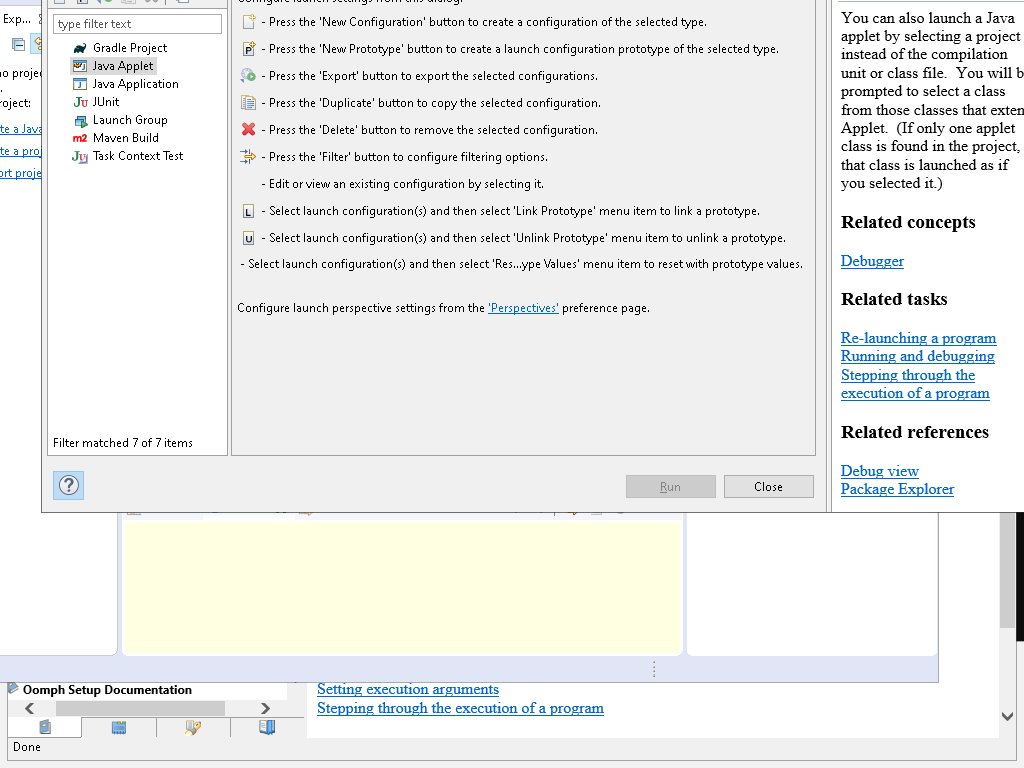 Exp...
type filter text
Gradle Project
Java Applet
Java Application
JUnit
Launch Group
Maven Build
Task Context Test
Filter matched 7 of 7 items
Configure launch settings from this dialog:
- Press the 'New Configuration' button to create a configuration of the selected type.
- Press the 'New Prototype' button to create a launch configuration prototype of the selected type.
- Press the 'Export' button to export the selected configurations.
- Press the 'Duplicate' button to copy the selected configuration.
- Press the 'Delete' button to remove the selected configuration.
- Press the 'Filter' button to configure filtering options.
- Edit or view an existing configuration by selecting it.
- Select launch configuration(s) and then select 'Link Prototype' menu item to link a prototype.
- Select launch configuration(s) and then select 'Unlink Prototype' menu item to unlink a prototype.
- Select launch configuration(s) and then select 'Res...ype Values' menu item to reset with prototype values.
Configure launch perspective settings from the 'Perspectives' preference page.
Run
Close
You can also launch a Java
applet by selecting a project
instead of the compilation
unit or class file. You will b
prompted to select a class
from those classes that exten
Applet. (If only one applet
class is found in the project,
that class is launched as if
you selected it.)
Related concepts
Debugger
Related tasks
Re-launching a program
Running and debugging
Stepping through the
execution of a program
Related references
Debug view
Package Explorer
no proje
roject:
te a Java
te a pro
ort proje
Oomph Setup Documentation
Setting execution arguments
Stepping through the execution of a program
Done